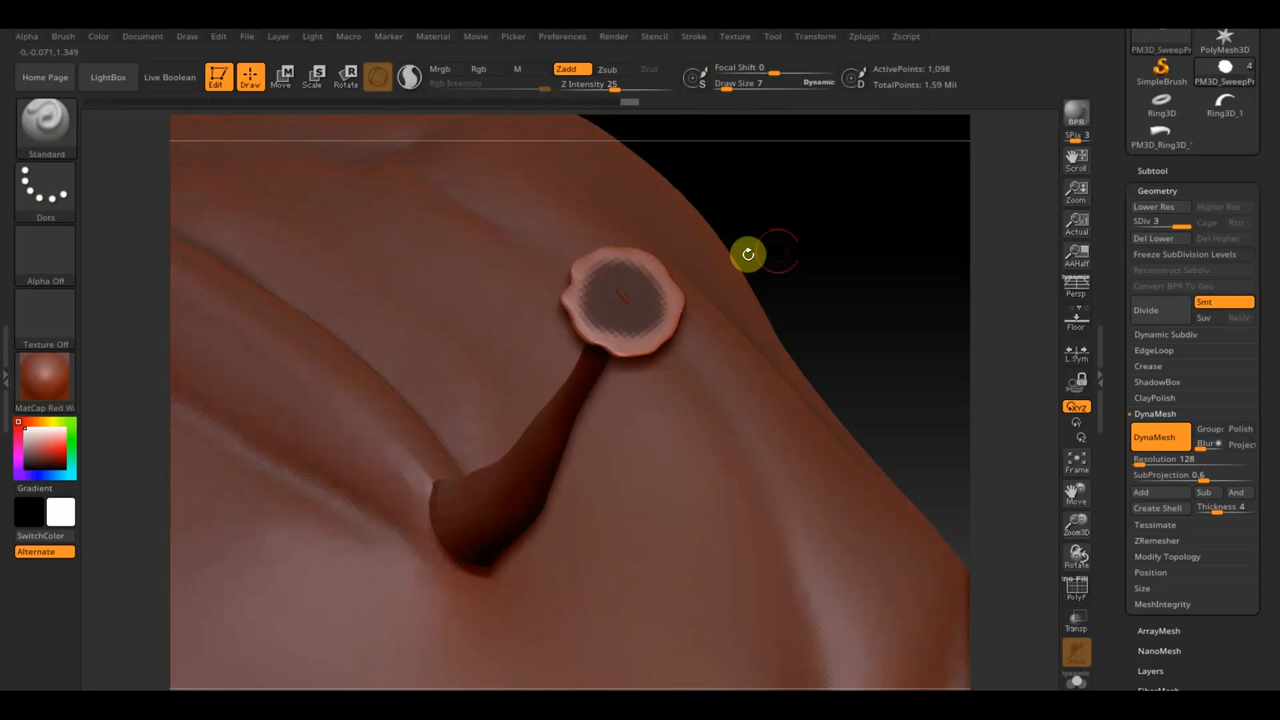 Alpha Brush Color Document Draw Edit File Layer Light Macro Marker Material Movie Picker Preferences Render Stencil Stroke Texture Tool Transform Zplugin Zscript
-0,-0.071,1.349
Home Page LightBox Live Boolean Edit Draw Move Scale Rotate
Mrgb Rgb M Zadd Zsub Zcut
Rgb Intensity Z Intensity 25
Focal Shift 0
Draw Size 7 Dynamic
ActivePoints: 1,098
TotalPoints: 1.59 Mil
Standard
Dots
Alpha Off
Texture Off
MatCap Red W
Gradient
SwitchColor
Alternate
BPR
SPix 3
Scroll
Zoom
Actual
AAHalf
Persp
Floor
L.Sym
XYZ
Frame
Move
Zoom3D
Rotate
PolyF
Transp
PM3D_SweepPr PolyMesh3D
4
SimpleBrush PM3D_SweepPr
Ring3D Ring3D_1
PM3D_Ring3D_
Subtool
Geometry
Lower Res Higher Res
SDiv 3 Cage Rstr
Del Lower Del Higher
Freeze SubDivision Levels
Reconstruct Subdiv
Convert BPR To Geo
Divide Smt
Suv ReUV
Dynamic Subdiv
EdgeLoop
Crease
ShadowBox
ClayPolish
DynaMesh
DynaMesh Group: Polish
Blur Projec
Resolution 128
SubProjection 0.6
Add Sub And
Create Shell Thickness 4
Tessimate
ZRemesher
Modify Topology
Position
Size
MeshIntegrity
ArrayMesh
NanoMesh
Layers